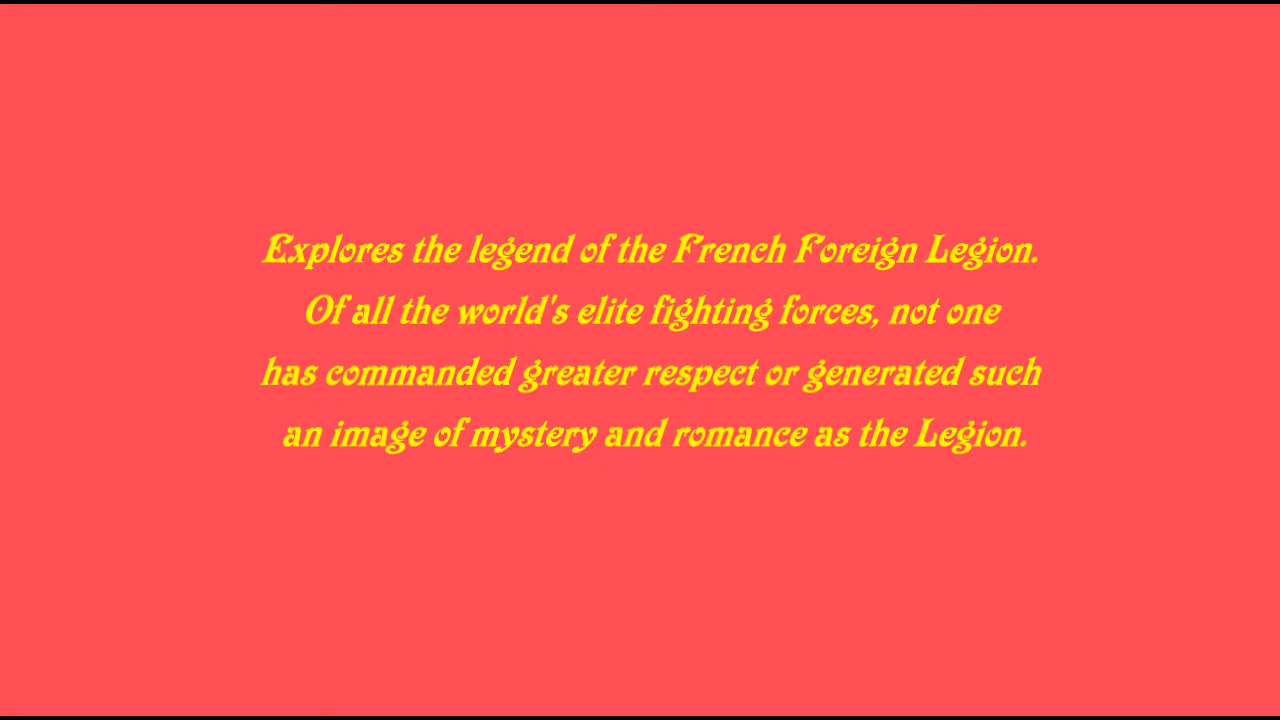 Explores the legend of the French Foreign Legion.
Of all the world's elite fighting forces, not one
has commanded greater respect or generated such
an image of mystery and romance as the Legion.